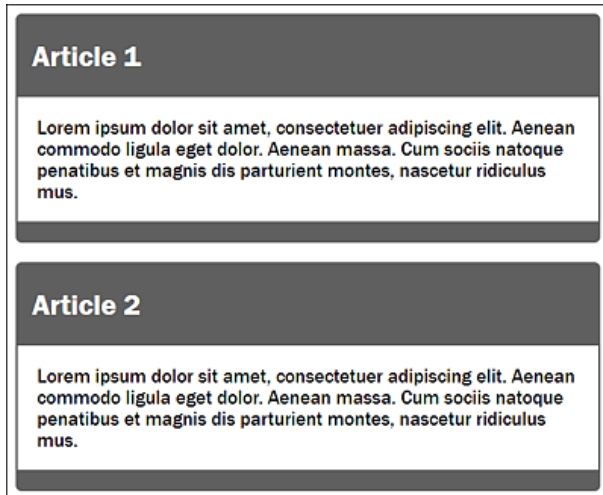 Article 1
Lorem ipsum dolor sit amet, consectetuer adipiscing elit. Aenean
commodo ligula eget dolor. Aenean massa. Cum sociis natoque
penatibus et magnis dis parturient montes, nascetur ridiculus
mus.
Article 2
Lorem ipsum dolor sit amet, consectetuer adipiscing elit. Aenean
commodo ligula eget dolor. Aenean massa. Cum sociis natoque
penatibus et magnis dis parturient montes, nascetur ridiculus
mus.